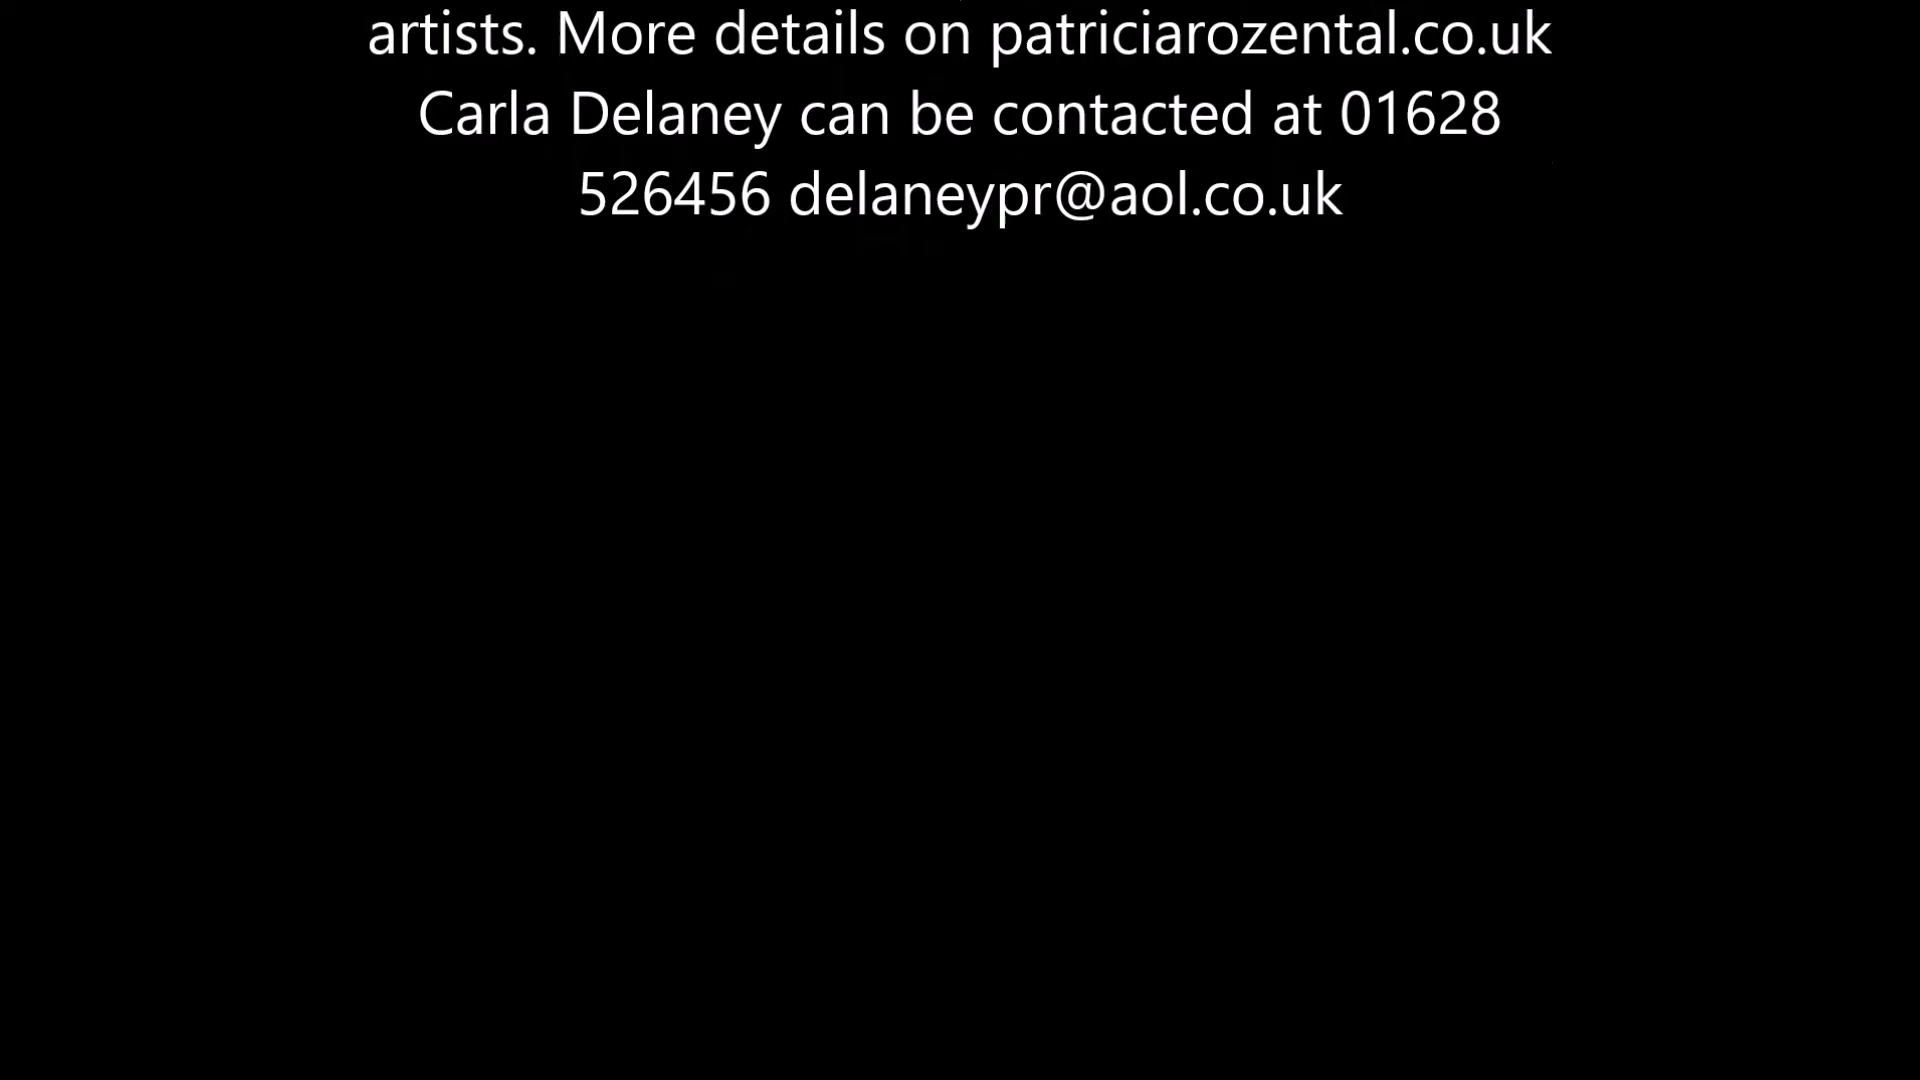 artists. More details on patriciarozental.co.uk
Carla Delaney can be contacted at 01628
526456 delaneypr@aol.co.uk